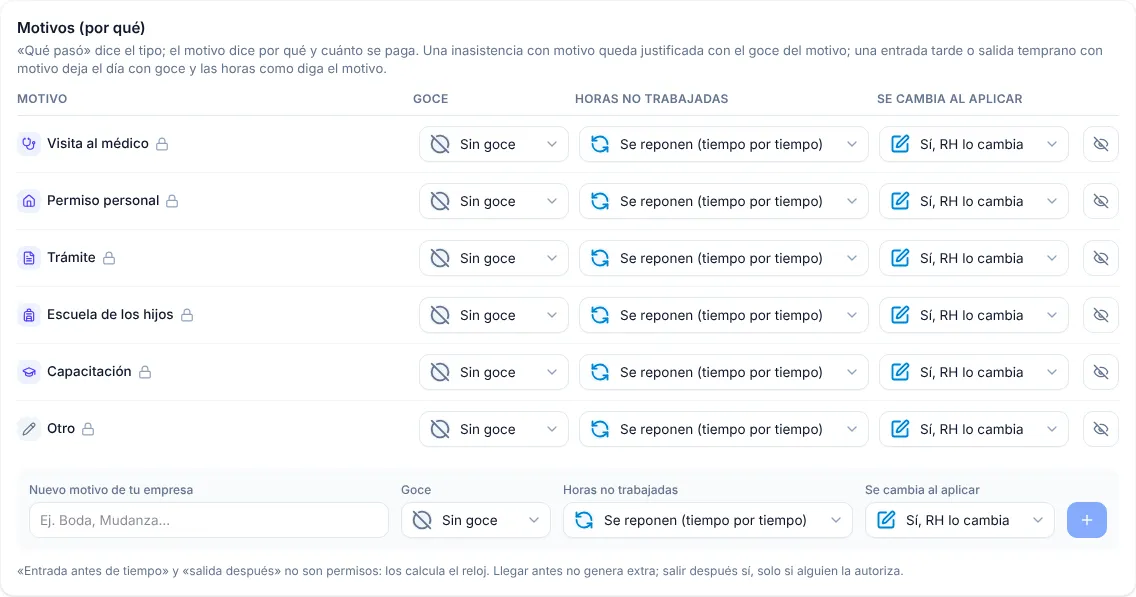 Motivos (por qué)
«Qué pasó» dice el tipo; el motivo dice por qué y cuánto se paga. Una inasistencia con motivo queda justificada con el goce del motivo; una entrada tarde o salida temprano con
motivo deja el día con goce y las horas como diga el motivo.
MOTIVO GOCE HORAS NO TRABAJADAS SE CAMBIA AL APLICAR
Visita al médico Sin goce Se reponen (tiempo por tiempo) Sí, RH lo cambia
Permiso personal Sin goce Se reponen (tiempo por tiempo) Sí, RH lo cambia
Trámite Sin goce Se reponen (tiempo por tiempo) Sí, RH lo cambia
Escuela de los hijos Sin goce Se reponen (tiempo por tiempo) Sí, RH lo cambia
Capacitación Sin goce Se reponen (tiempo por tiempo) Sí, RH lo cambia
Otro Sin goce Se reponen (tiempo por tiempo) Sí, RH lo cambia
Nuevo motivo de tu empresa Goce Horas no trabajadas Se cambia al aplicar
Ej. Boda, Mudanza... Sin goce Se reponen (tiempo por tiempo) Sí, RH lo cambia
«Entrada antes de tiempo» y «salida después» no son permisos: los calcula el reloj. Llegar antes no genera extra; salir después sí, solo si alguien la autoriza.